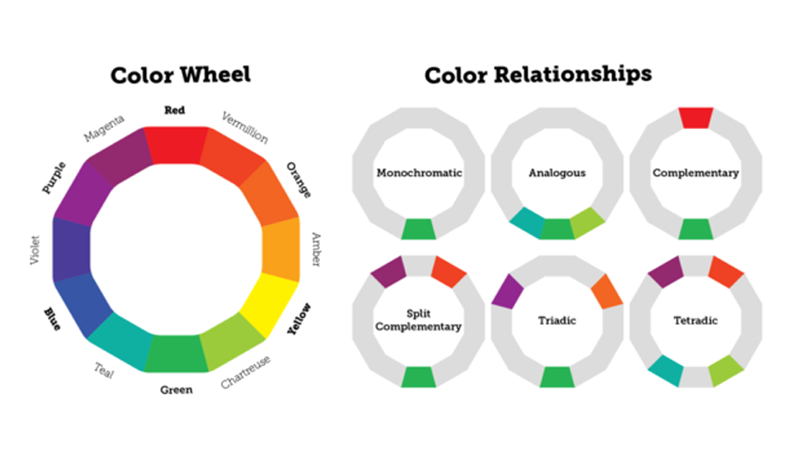 Color Wheel
Red
Vermillion
Orange
Amber
Yellow
Chartreuse
Green
Teal
Blue
Violet
Purple
Magenta
Color Relationships
Monochromatic
Analogous
Complementary
Split
Complementary
Triadic
Tetradic